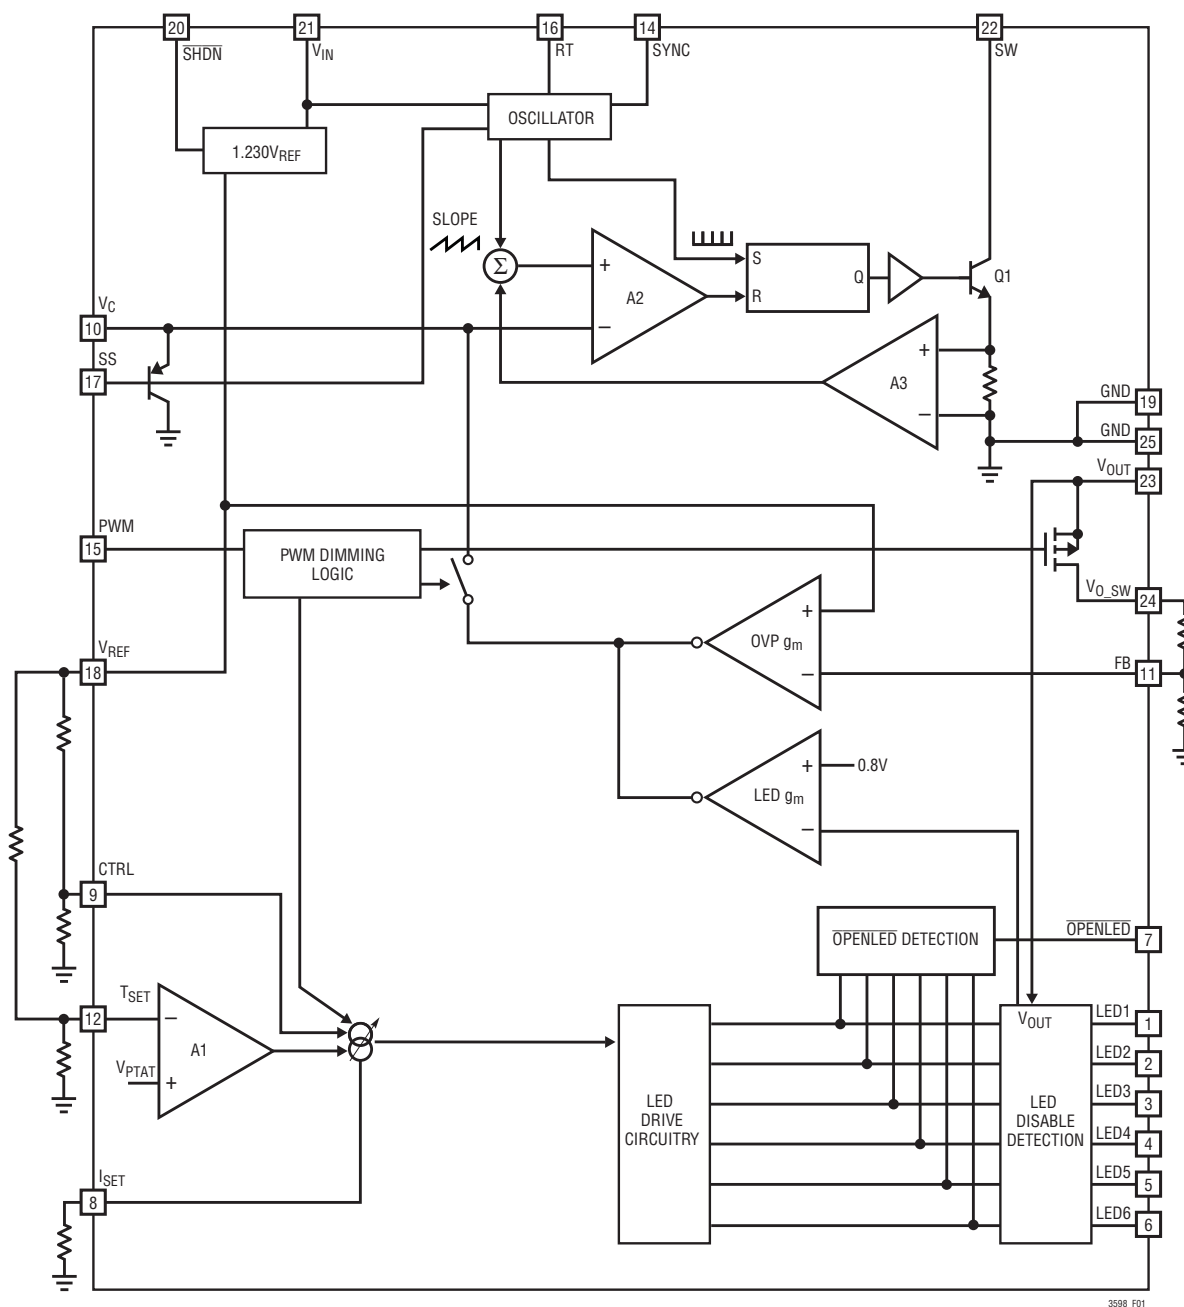 20
21
16
14
22
SHDN
VIN
RT
SYNC
SW
OSCILLATOR
1.230VREF
SLOPE
Σ
+
A2
–
S
R
Q
Q1
VC
10
SS
17
+
A3
–
GND
19
GND
25
VOUT
23
PWM
15
PWM DIMMING
LOGIC
VO_SW
24
+
OVP gm
–
FB
11
VREF
18
+
0.8V
LED gm
–
CTRL
9
OPENLED DETECTION
OPENLED
7
TSET
12
–
A1
VPTAT
+
VOUT
LED1
1
LED2
2
LED
DRIVE
CIRCUITRY
LED
DISABLE
DETECTION
LED3
3
LED4
4
LED5
5
LED6
6
ISET
8
3598 F01